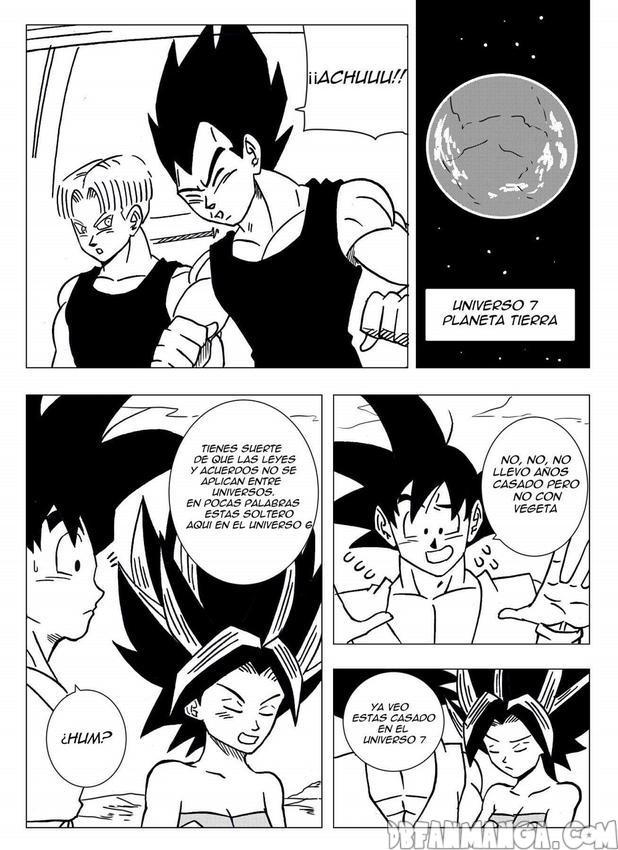 UNIVERSO 7
PLANETA TIERRA
¡¡ACHUUU!!
NO, NO, NO
LLEVO AÑOS
CASADO PERO
NO CON
VEGETA
YA VEO
ESTAS CASADO
EN EL
UNIVERSO 7
TIENES SUERTE
DE QUE LAS LEYES
Y ACUERDOS NO SE
APLICAN ENTRE
UNIVERSOS.
EN POCAS PALABRAS
ESTAS SOLTERO
AQUI EN EL UNIVERSO 6
¿HUM?
DBFANMANGA.COM